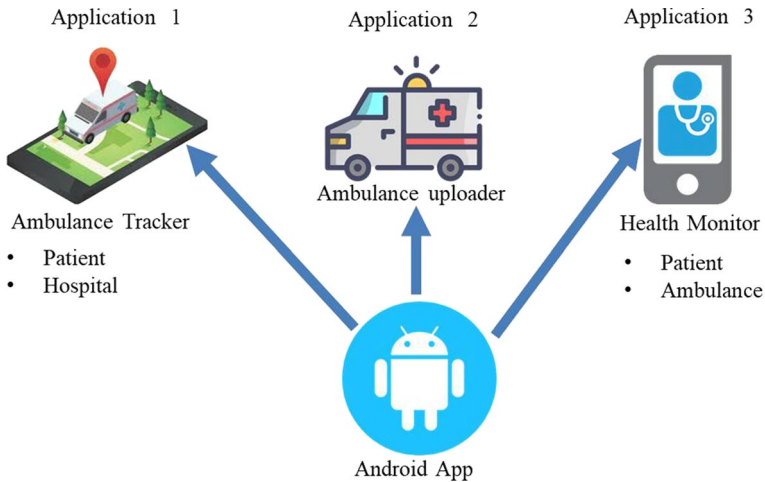 Application 1
Application 2
Application 3
Ambulance Tracker
• Patient
• Hospital
Ambulance uploader
Health Monitor
• Patient
• Ambulance
Android App